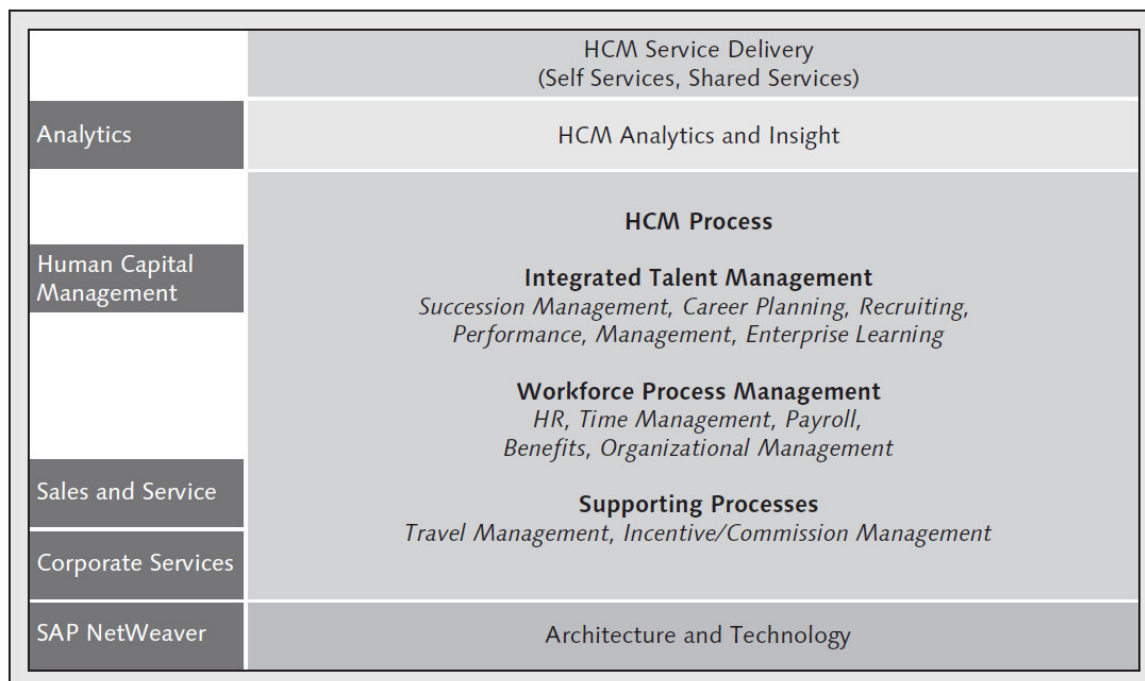 HCM Service Delivery
(Self Services, Shared Services)
Analytics
HCM Analytics and Insight
HCM Process
Human Capital
Management
Integrated Talent Management
Succession Management, Career Planning, Recruiting,
Performance, Management, Enterprise Learning
Workforce Process Management
HR, Time Management, Payroll,
Benefits, Organizational Management
Sales and Service
Supporting Processes
Travel Management, Incentive/Commission Management
Corporate Services
SAP NetWeaver
Architecture and Technology